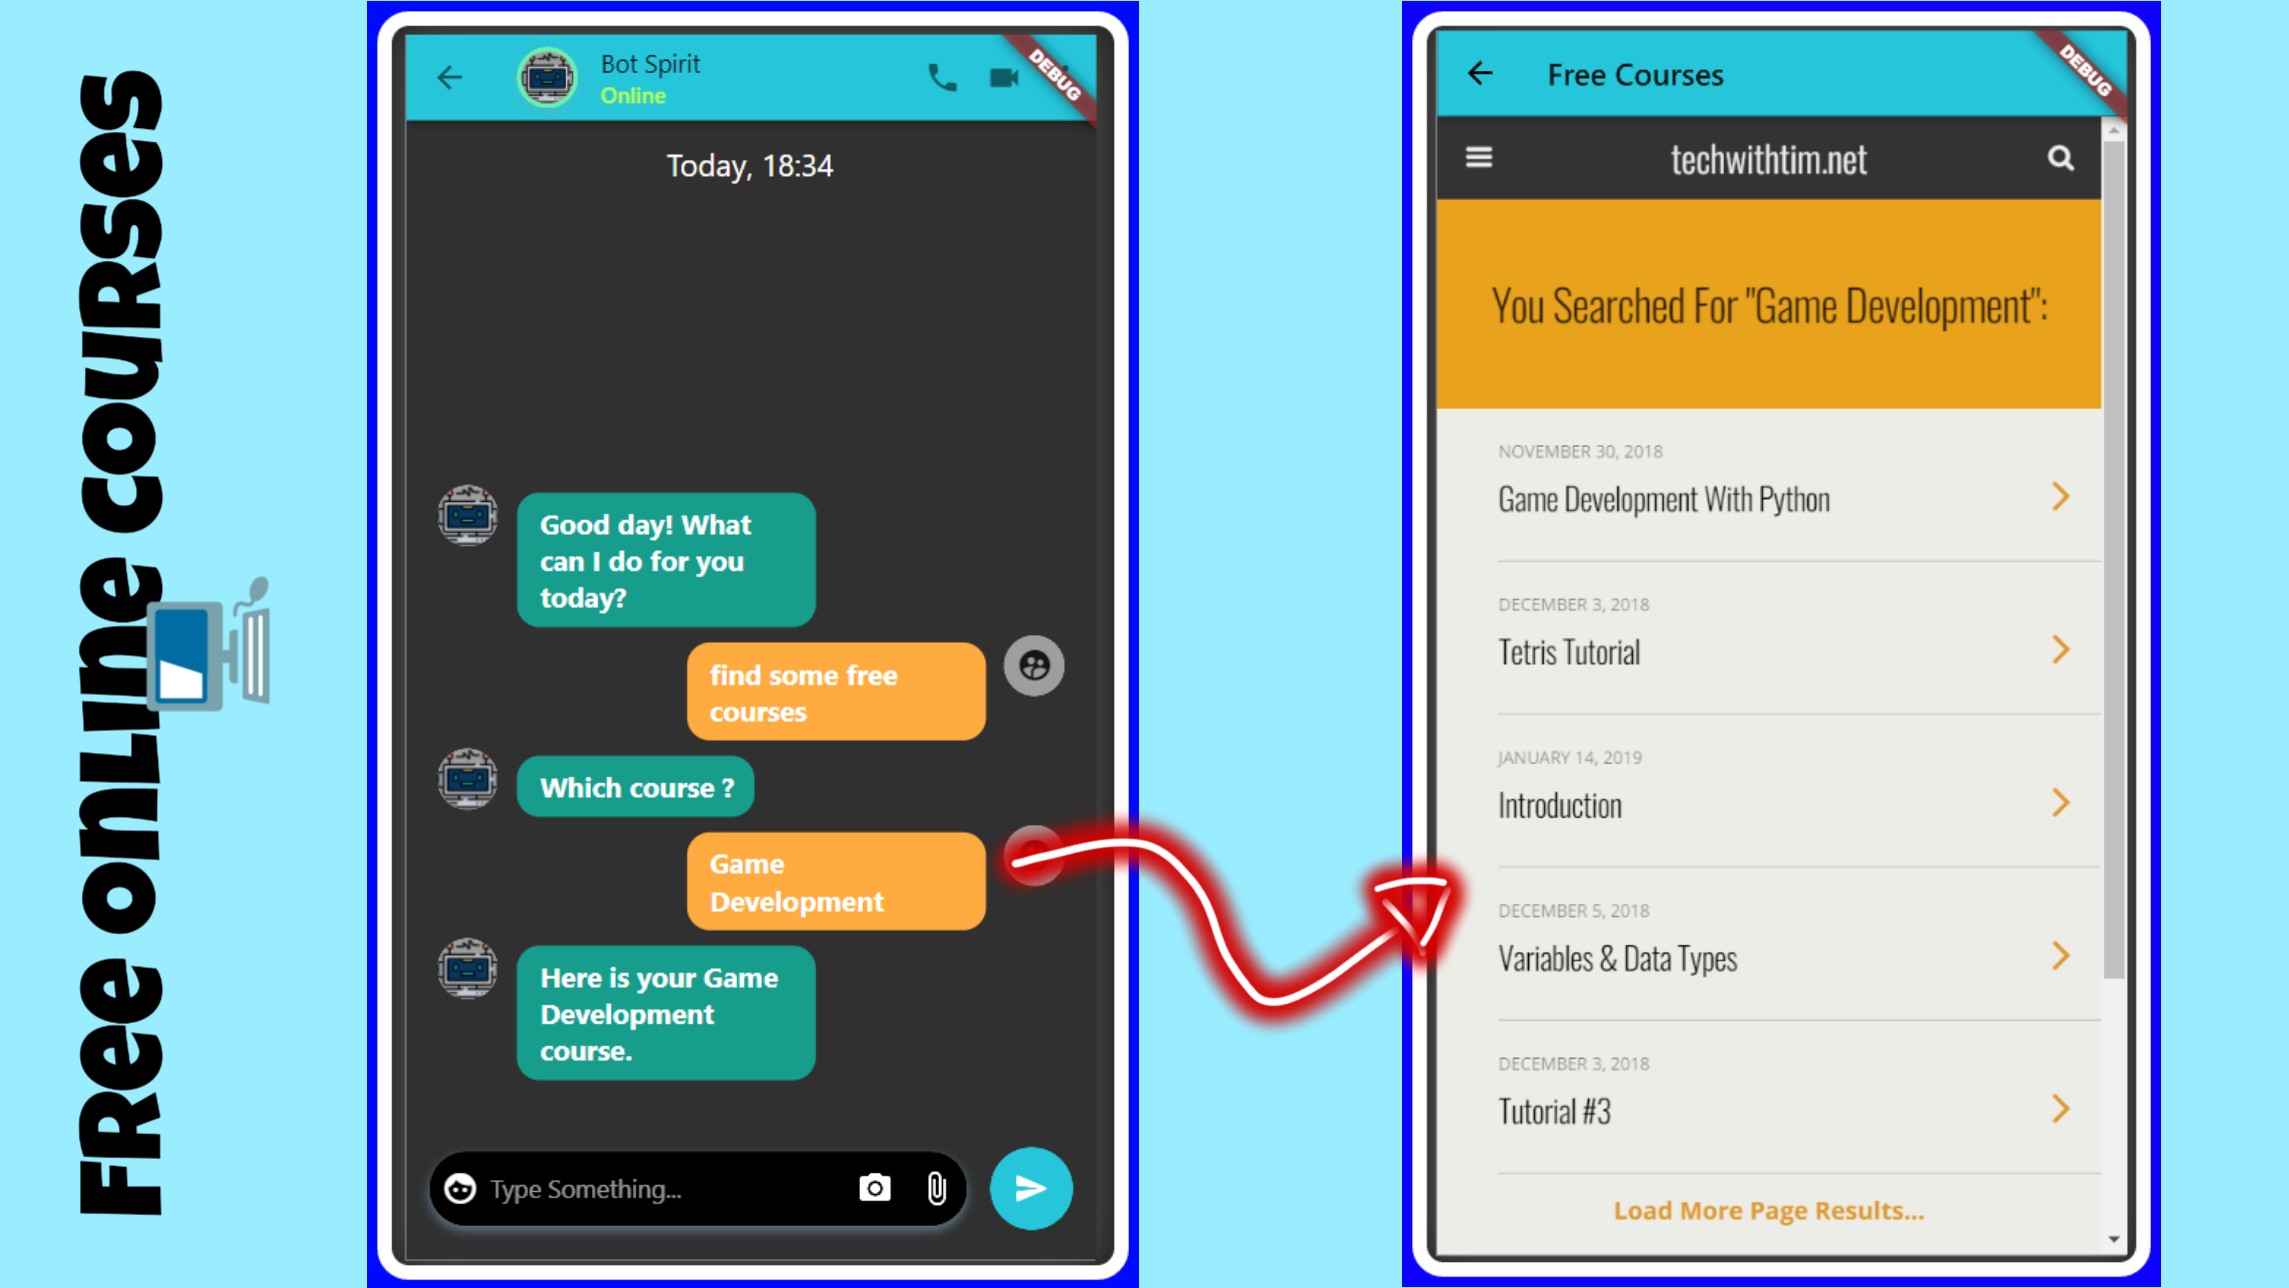 Free online courses
Bot Spirit
Online
DEBUG
Today, 18:34
Good day! What
can I do for you
today?
find some free
courses
Which course ?
Game
Development
Here is your Game
Development
course.
Type Something...
Free Courses
DEBUG
techwithtim.net
You Searched For "Game Development":
NOVEMBER 30, 2018
Game Development With Python
DECEMBER 3, 2018
Tetris Tutorial
JANUARY 14, 2019
Introduction
DECEMBER 5, 2018
Variables & Data Types
DECEMBER 3, 2018
Tutorial #3
Load More Page Results...